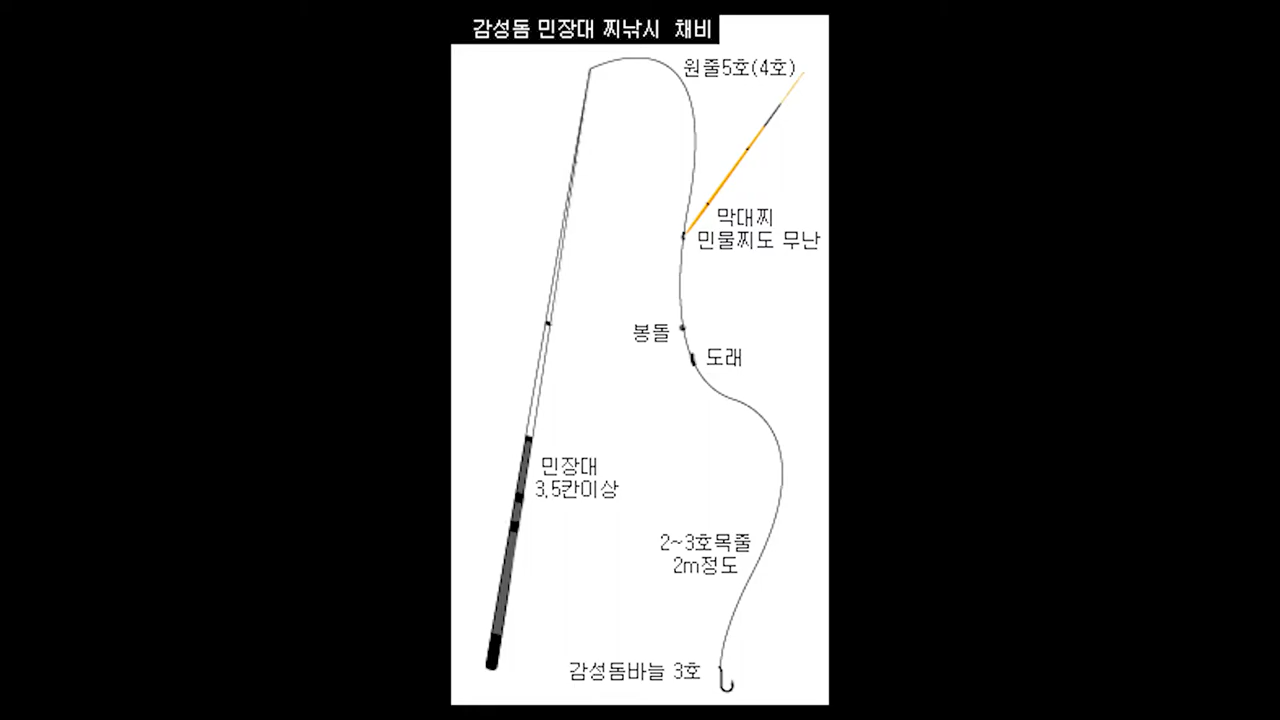 감성돔 민장대 찌낚시 채비
원줄5호(4호)
막대찌
민물찌도 무난
봉돌
도래
민장대
3.5칸이상
2~3호목줄
2m정도
감성돔바늘 3호